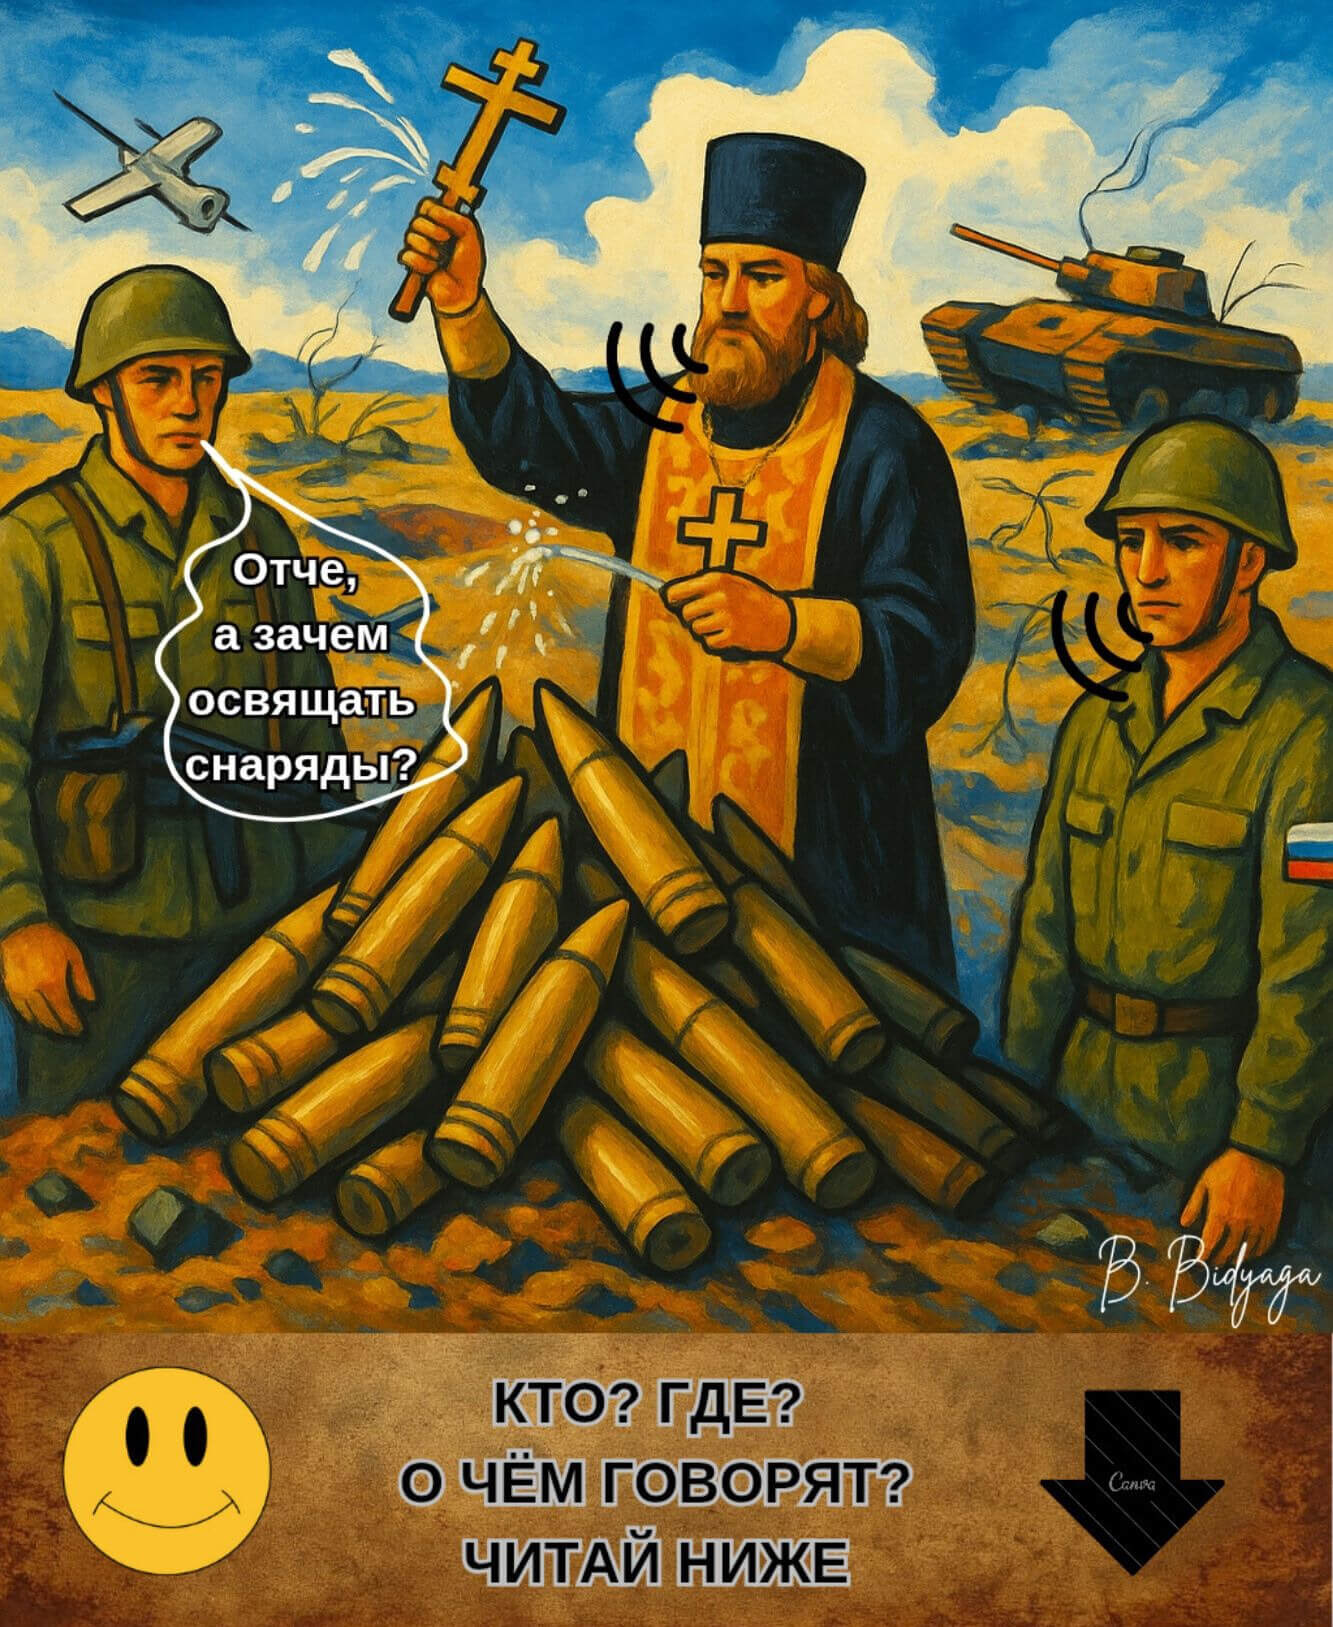 Отче,
а зачем
освящать
снаряды?
B. Bidyaga
КТО? ГДЕ?
О ЧЁМ ГОВОРЯТ?
ЧИТАЙ НИЖЕ
Canva